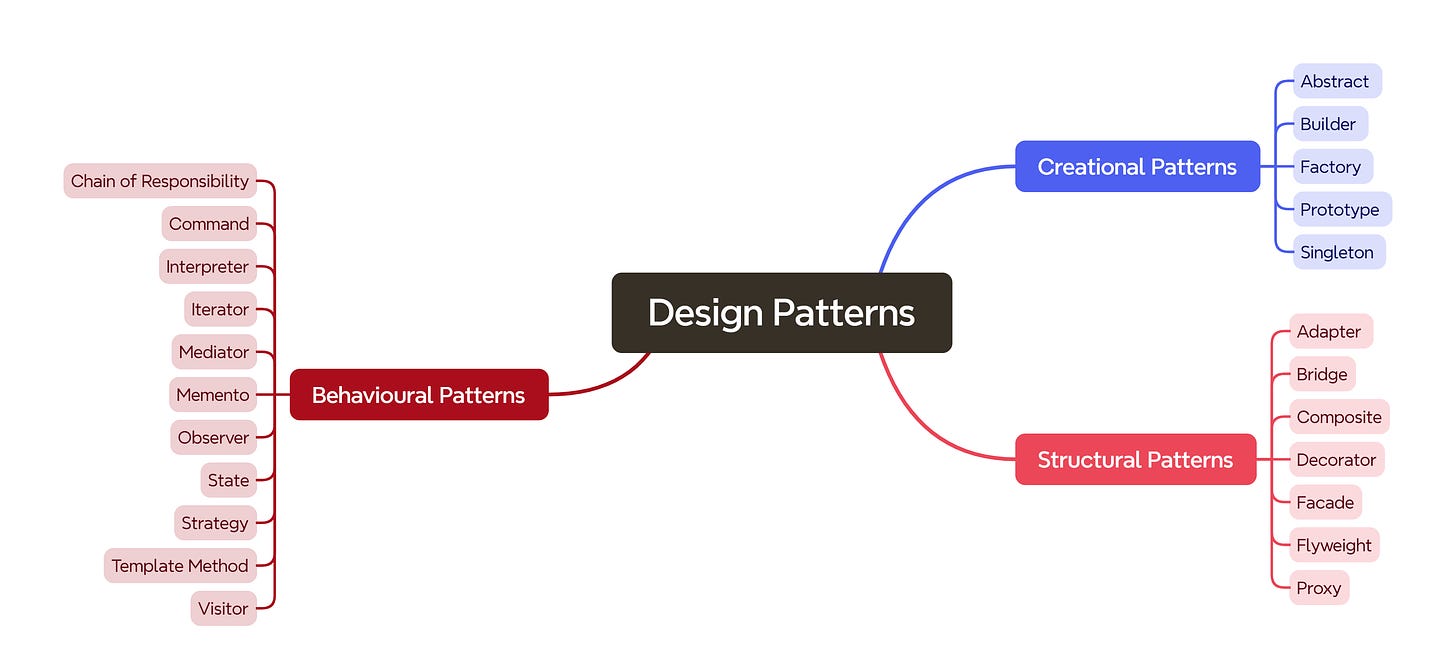 Design Patterns
Creational Patterns
Abstract
Builder
Factory
Prototype
Singleton
Structural Patterns
Adapter
Bridge
Composite
Decorator
Facade
Flyweight
Proxy
Behavioural Patterns
Chain of Responsibility
Command
Interpreter
Iterator
Mediator
Memento
Observer
State
Strategy
Template Method
Visitor